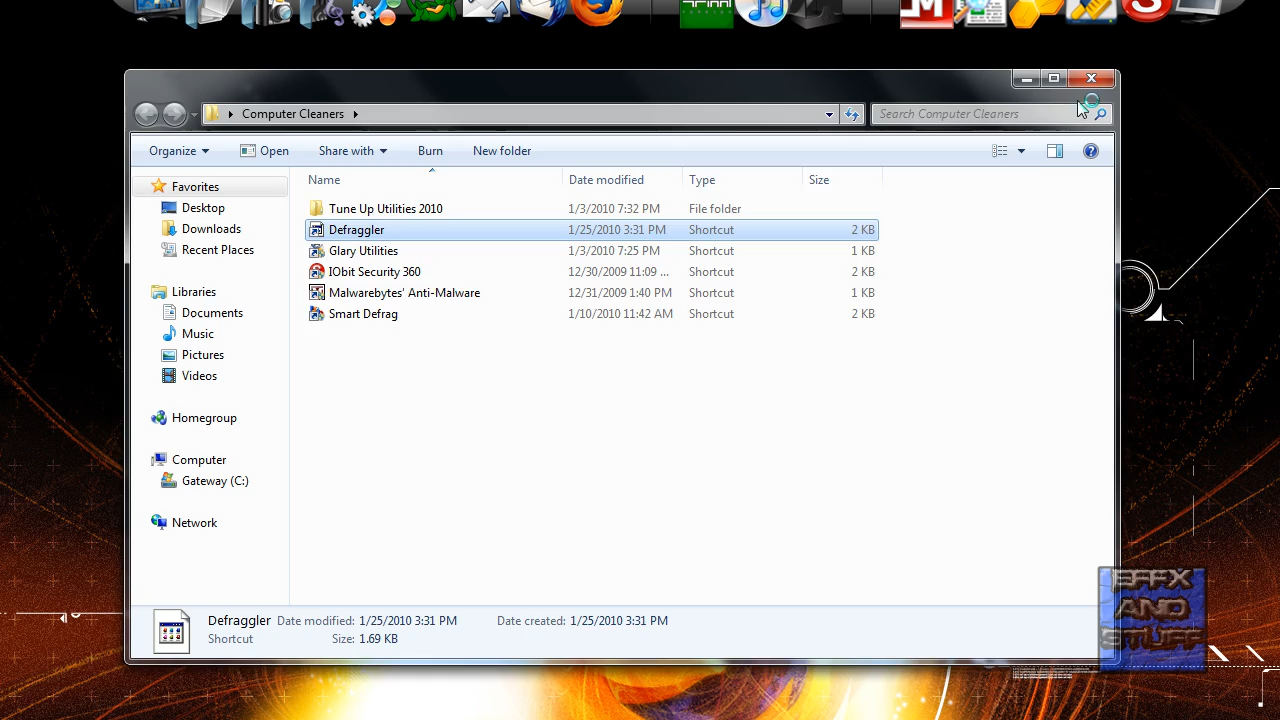 Computer Cleaners
Search Computer Cleaners
Organize Open Share with Burn New folder
Name Date modified Type Size
Favorites
Desktop
Downloads
Recent Places
Libraries
Documents
Music
Pictures
Videos
Homegroup
Computer
Gateway (C:)
Network
Tune Up Utilities 2010 1/3/2010 7:32 PM File folder
Defraggler 1/25/2010 3:31 PM Shortcut 2 KB
Glary Utilities 1/3/2010 7:25 PM Shortcut 1 KB
IObit Security 360 12/30/2009 11:09 ... Shortcut 2 KB
Malwarebytes' Anti-Malware 12/31/2009 1:40 PM Shortcut 1 KB
Smart Defrag 1/10/2010 11:42 AM Shortcut 2 KB
Defraggler Date modified: 1/25/2010 3:31 PM Date created: 1/25/2010 3:31 PM
Shortcut Size: 1.69 KB
EFFX
AND
STUFF